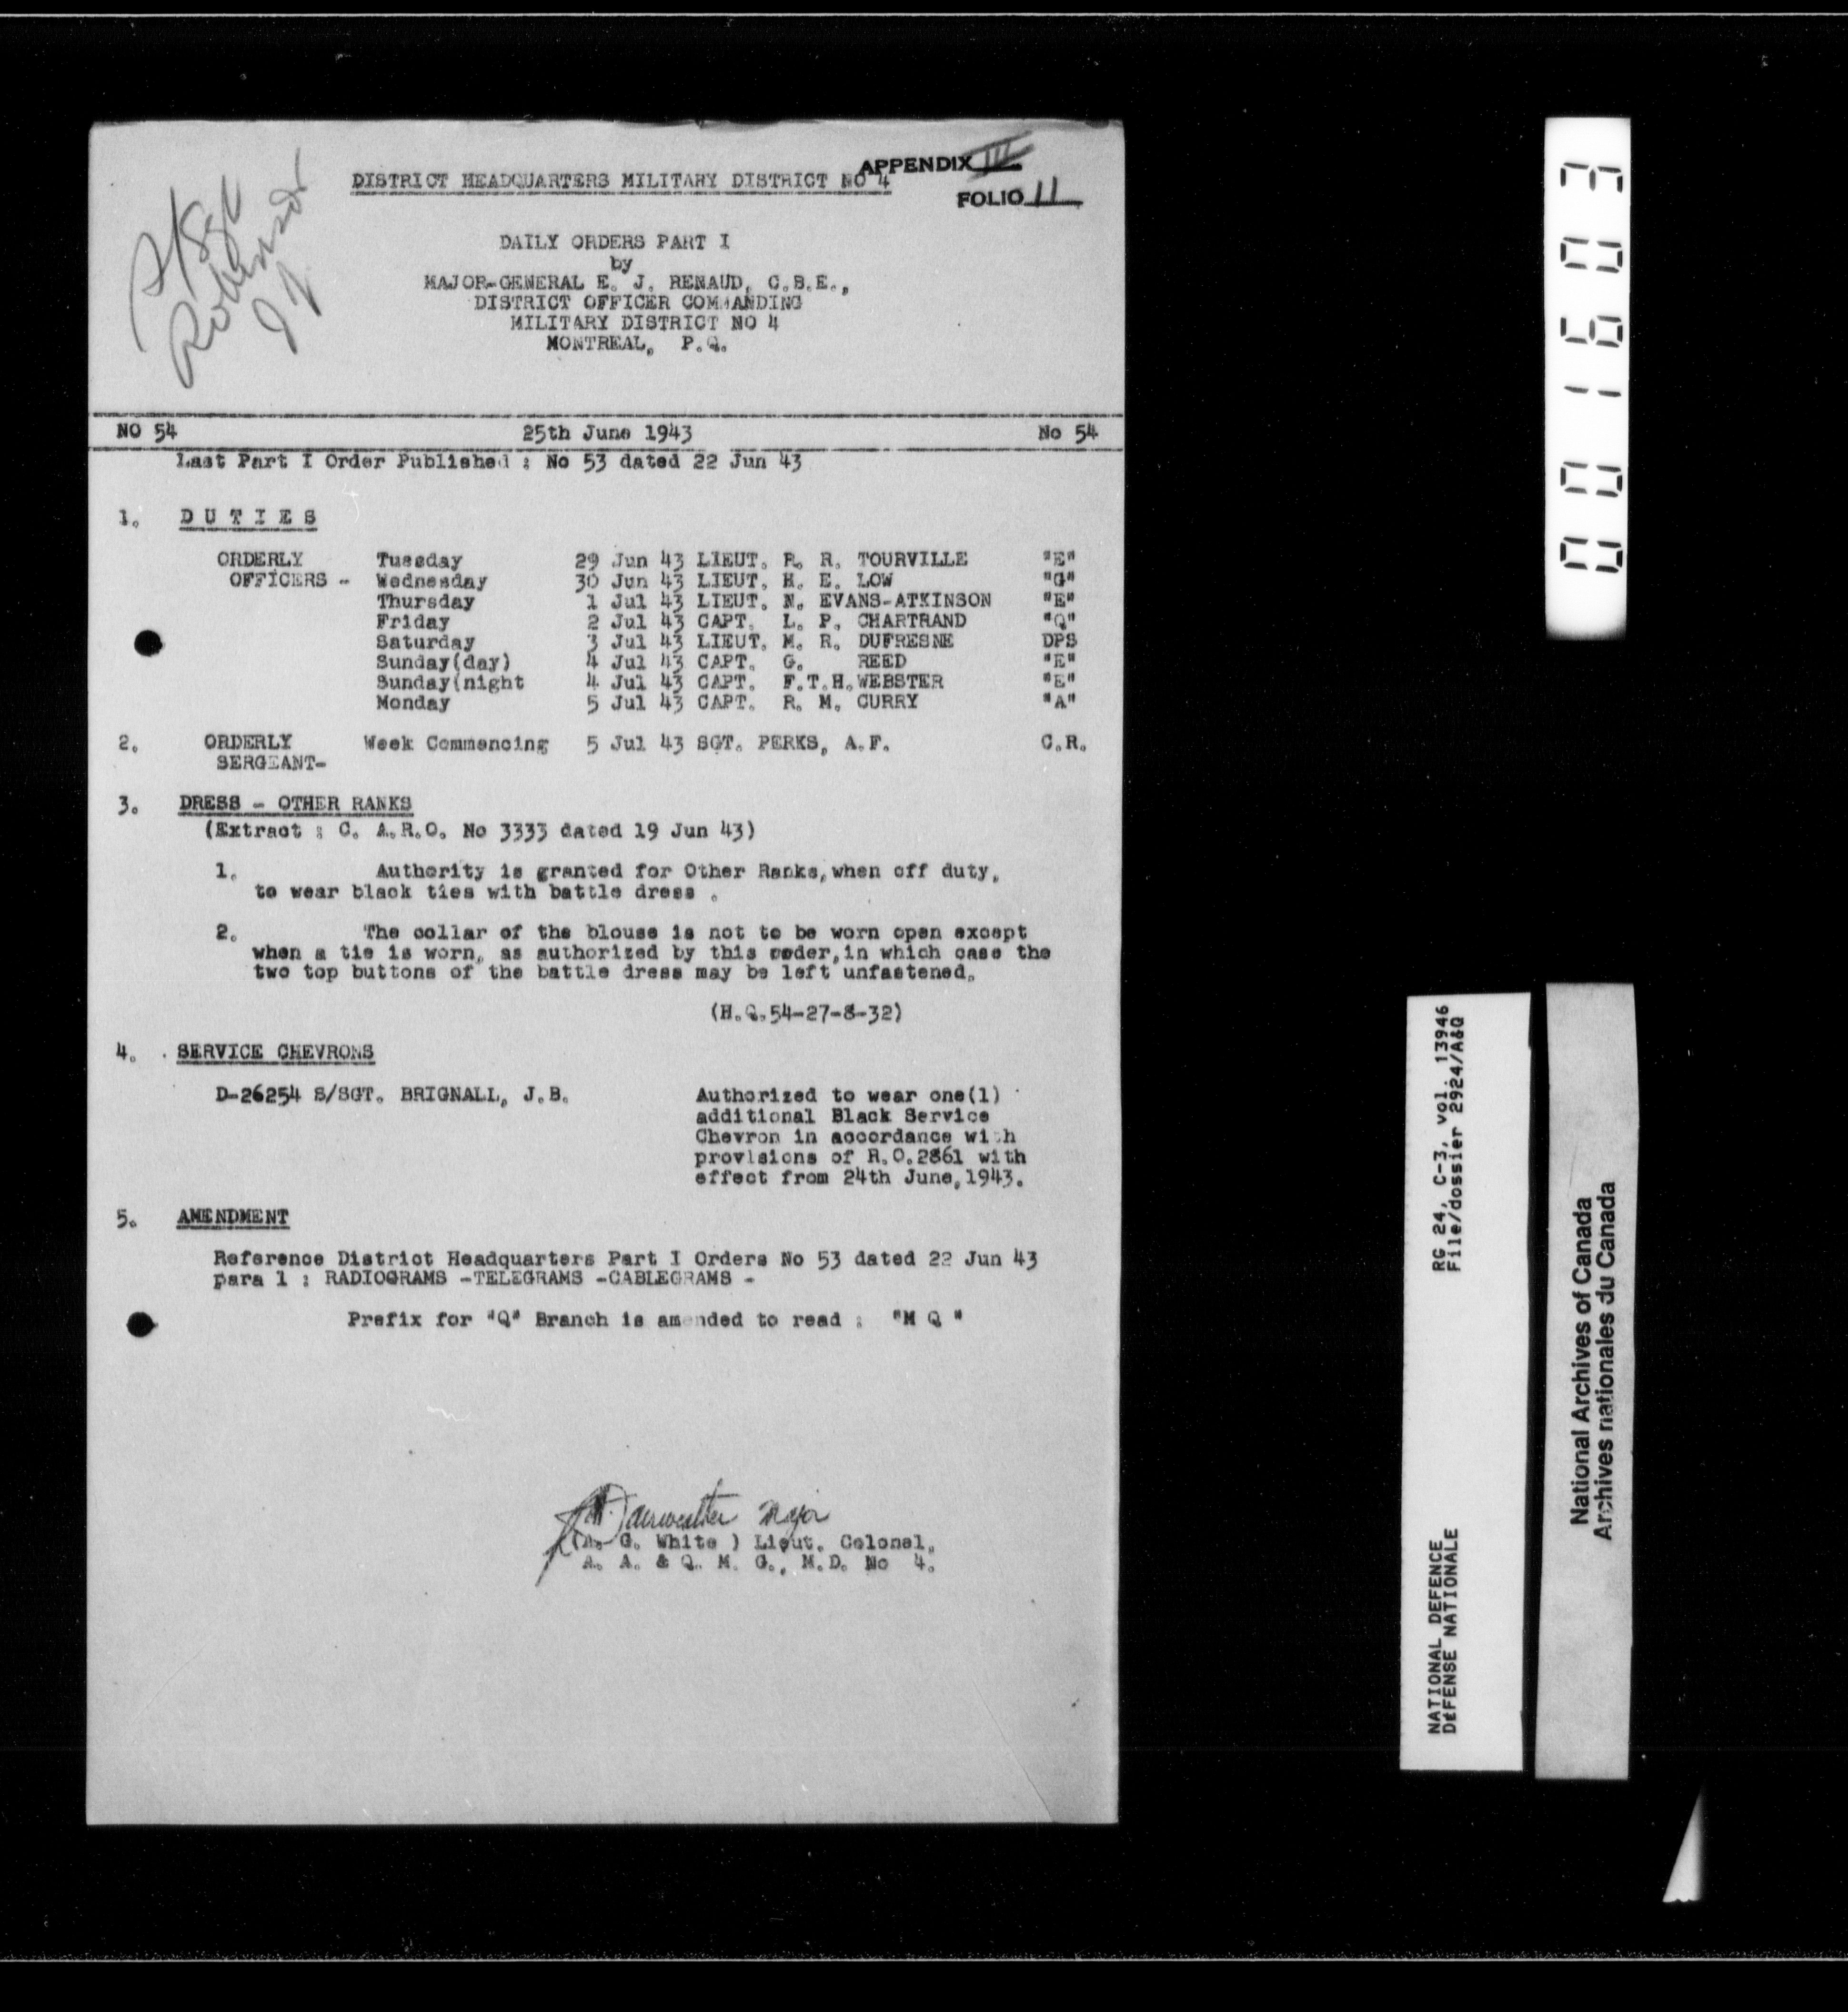 APPENDIX III
DISTRICT HEADQUARTERS MILITARY DISTRICT NO 4
FOLIO 11
A/Sgt
Robinson
DAILY ORDERS PART I
by
MAJOR-GENERAL E. J. RENAUD, C.B.E.,
DISTRICT OFFICER COMMANDING
MILITARY DISTRICT NO 4
MONTREAL, P.Q.
NO 54 25th June 1943 No 54
Last Part I Order Published : No 53 dated 22 Jun 43
1. D U T I E S
ORDERLY Tuesday 29 Jun 43 LIEUT. R. R. TOURVILLE "E"
OFFICERS - Wednesday 30 Jun 43 LIEUT. H. E. LOW "G"
Thursday 1 Jul 43 LIEUT. N. EVANS-ATKINSON "E"
Friday 2 Jul 43 CAPT. L. P. CHARTRAND "Q"
Saturday 3 Jul 43 LIEUT. M. R. DUFRESNE DPS
Sunday(day) 4 Jul 43 CAPT. G. REED "E"
Sunday(night 4 Jul 43 CAPT. F.T.H.WEBSTER "E"
Monday 5 Jul 43 CAPT. R. M. CURRY "A"
2. ORDERLY Week Commencing 5 Jul 43 SGT. PERKS, A.F. C.R.
SERGEANT-
3. DRESS - OTHER RANKS
(Extract : C. A.R.O. No 3333 dated 19 Jun 43)
1. Authority is granted for Other Ranks,when off duty,
to wear black ties with battle dress .
2. The collar of the blouse is not to be worn open except
when a tie is worn, as authorized by this order,in which case the
two top buttons of the battle dress may be left unfastened.
(H.Q.54-27-8-32)
4. SERVICE CHEVRONS
D-26254 S/SGT. BRIGNALL, J.B. Authorized to wear one(1)
additional Black Service
Chevron in accordance with
provisions of R.O.2861 with
effect from 24th June,1943.
5. AMENDMENT
Reference District Headquarters Part I Orders No 53 dated 22 Jun 43
para 1 : RADIOGRAMS -TELEGRAMS -CABLEGRAMS -
Prefix for "Q" Branch is amended to read : "M Q "
Major
(A. G. White ) Lieut. Colonel,
A. A. & Q. M. G., M.D. No 4.
001603
RG 24, C-3, vol. 13946
File/dossier 2924/A&Q
NATIONAL DEFENCE
DÉFENSE NATIONALE
National Archives of Canada
Archives nationales du Canada